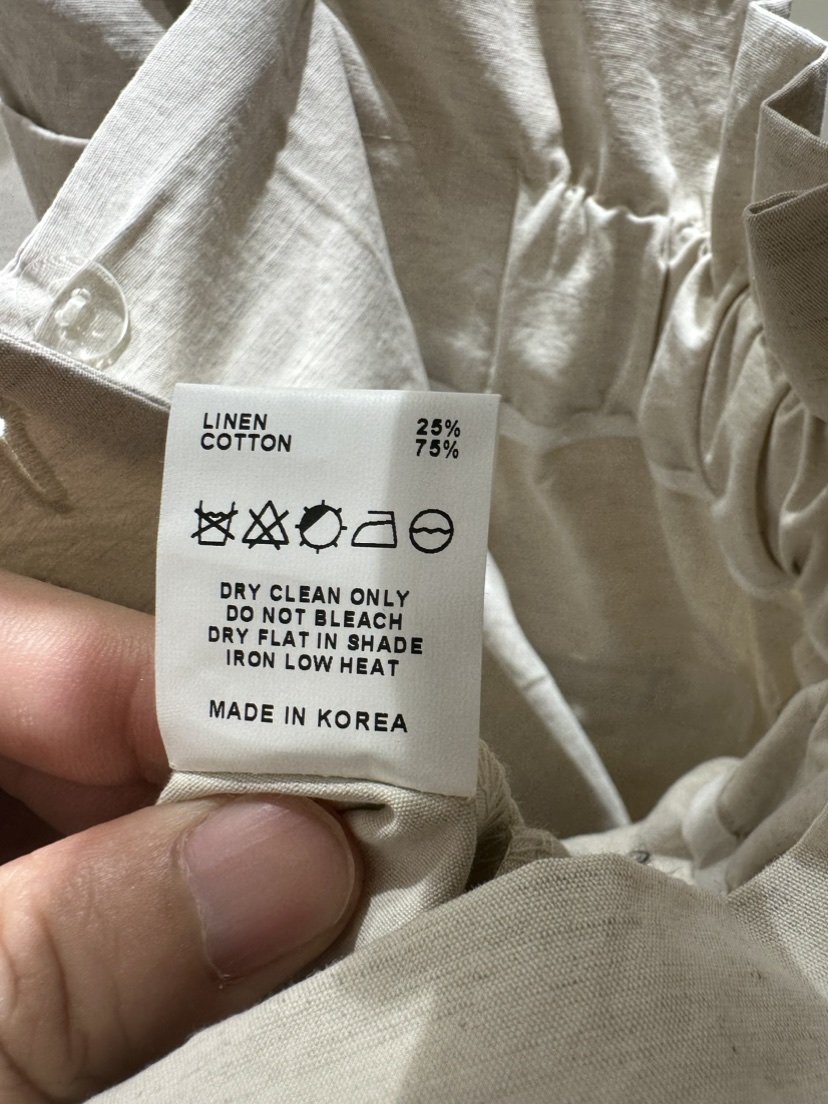 LINEN 25%
COTTON 75%
DRY CLEAN ONLY
DO NOT BLEACH
DRY FLAT IN SHADE
IRON LOW HEAT
MADE IN KOREA